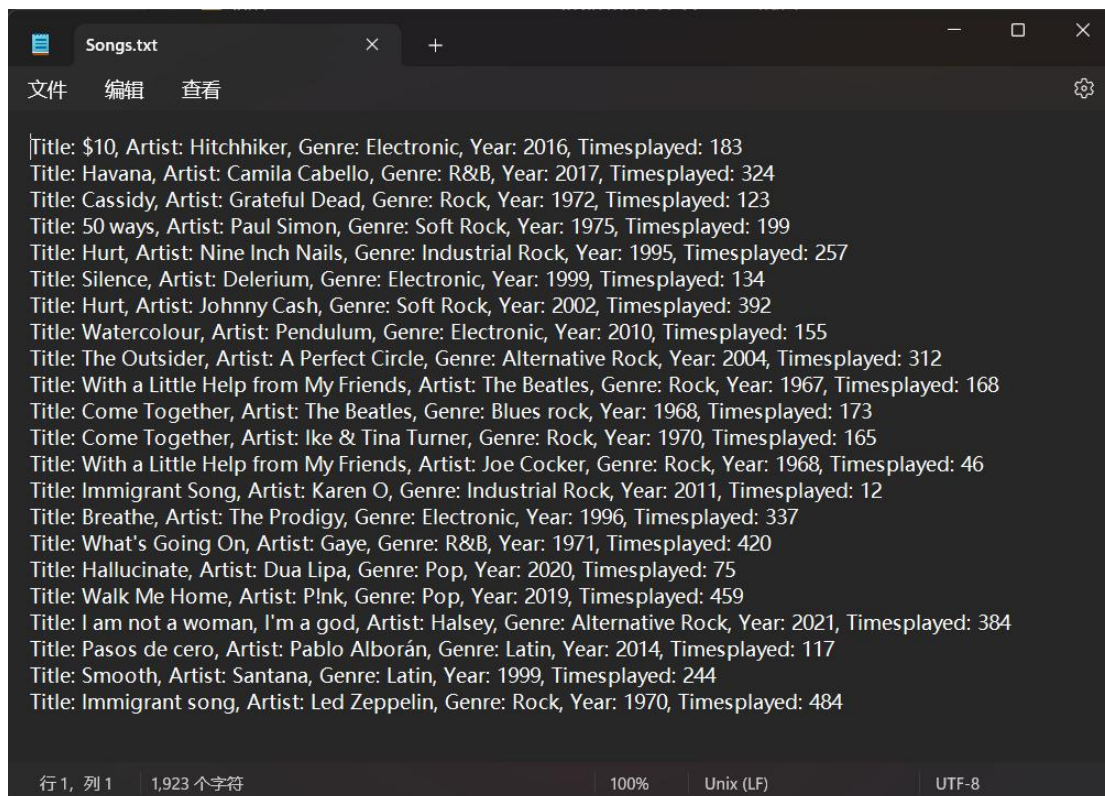 Songs.txt
文件 编辑 查看
Title: $10, Artist: Hitchhiker, Genre: Electronic, Year: 2016, Timesplayed: 183
Title: Havana, Artist: Camila Cabello, Genre: R&B, Year: 2017, Timesplayed: 324
Title: Cassidy, Artist: Grateful Dead, Genre: Rock, Year: 1972, Timesplayed: 123
Title: 50 ways, Artist: Paul Simon, Genre: Soft Rock, Year: 1975, Timesplayed: 199
Title: Hurt, Artist: Nine Inch Nails, Genre: Industrial Rock, Year: 1995, Timesplayed: 257
Title: Silence, Artist: Delerium, Genre: Electronic, Year: 1999, Timesplayed: 134
Title: Hurt, Artist: Johnny Cash, Genre: Soft Rock, Year: 2002, Timesplayed: 392
Title: Watercolour, Artist: Pendulum, Genre: Electronic, Year: 2010, Timesplayed: 155
Title: The Outsider, Artist: A Perfect Circle, Genre: Alternative Rock, Year: 2004, Timesplayed: 312
Title: With a Little Help from My Friends, Artist: The Beatles, Genre: Rock, Year: 1967, Timesplayed: 168
Title: Come Together, Artist: The Beatles, Genre: Blues rock, Year: 1968, Timesplayed: 173
Title: Come Together, Artist: Ike & Tina Turner, Genre: Rock, Year: 1970, Timesplayed: 165
Title: With a Little Help from My Friends, Artist: Joe Cocker, Genre: Rock, Year: 1968, Timesplayed: 46
Title: Immigrant Song, Artist: Karen O, Genre: Industrial Rock, Year: 2011, Timesplayed: 12
Title: Breathe, Artist: The Prodigy, Genre: Electronic, Year: 1996, Timesplayed: 337
Title: What's Going On, Artist: Gaye, Genre: R&B, Year: 1971, Timesplayed: 420
Title: Hallucinate, Artist: Dua Lipa, Genre: Pop, Year: 2020, Timesplayed: 75
Title: Walk Me Home, Artist: P!nk, Genre: Pop, Year: 2019, Timesplayed: 459
Title: I am not a woman, I'm a god, Artist: Halsey, Genre: Alternative Rock, Year: 2021, Timesplayed: 384
Title: Pasos de cero, Artist: Pablo Alborán, Genre: Latin, Year: 2014, Timesplayed: 117
Title: Smooth, Artist: Santana, Genre: Latin, Year: 1999, Timesplayed: 244
Title: Immigrant song, Artist: Led Zeppelin, Genre: Rock, Year: 1970, Timesplayed: 484
行 1, 列 1 1,923 个字符 100% Unix (LF) UTF-8